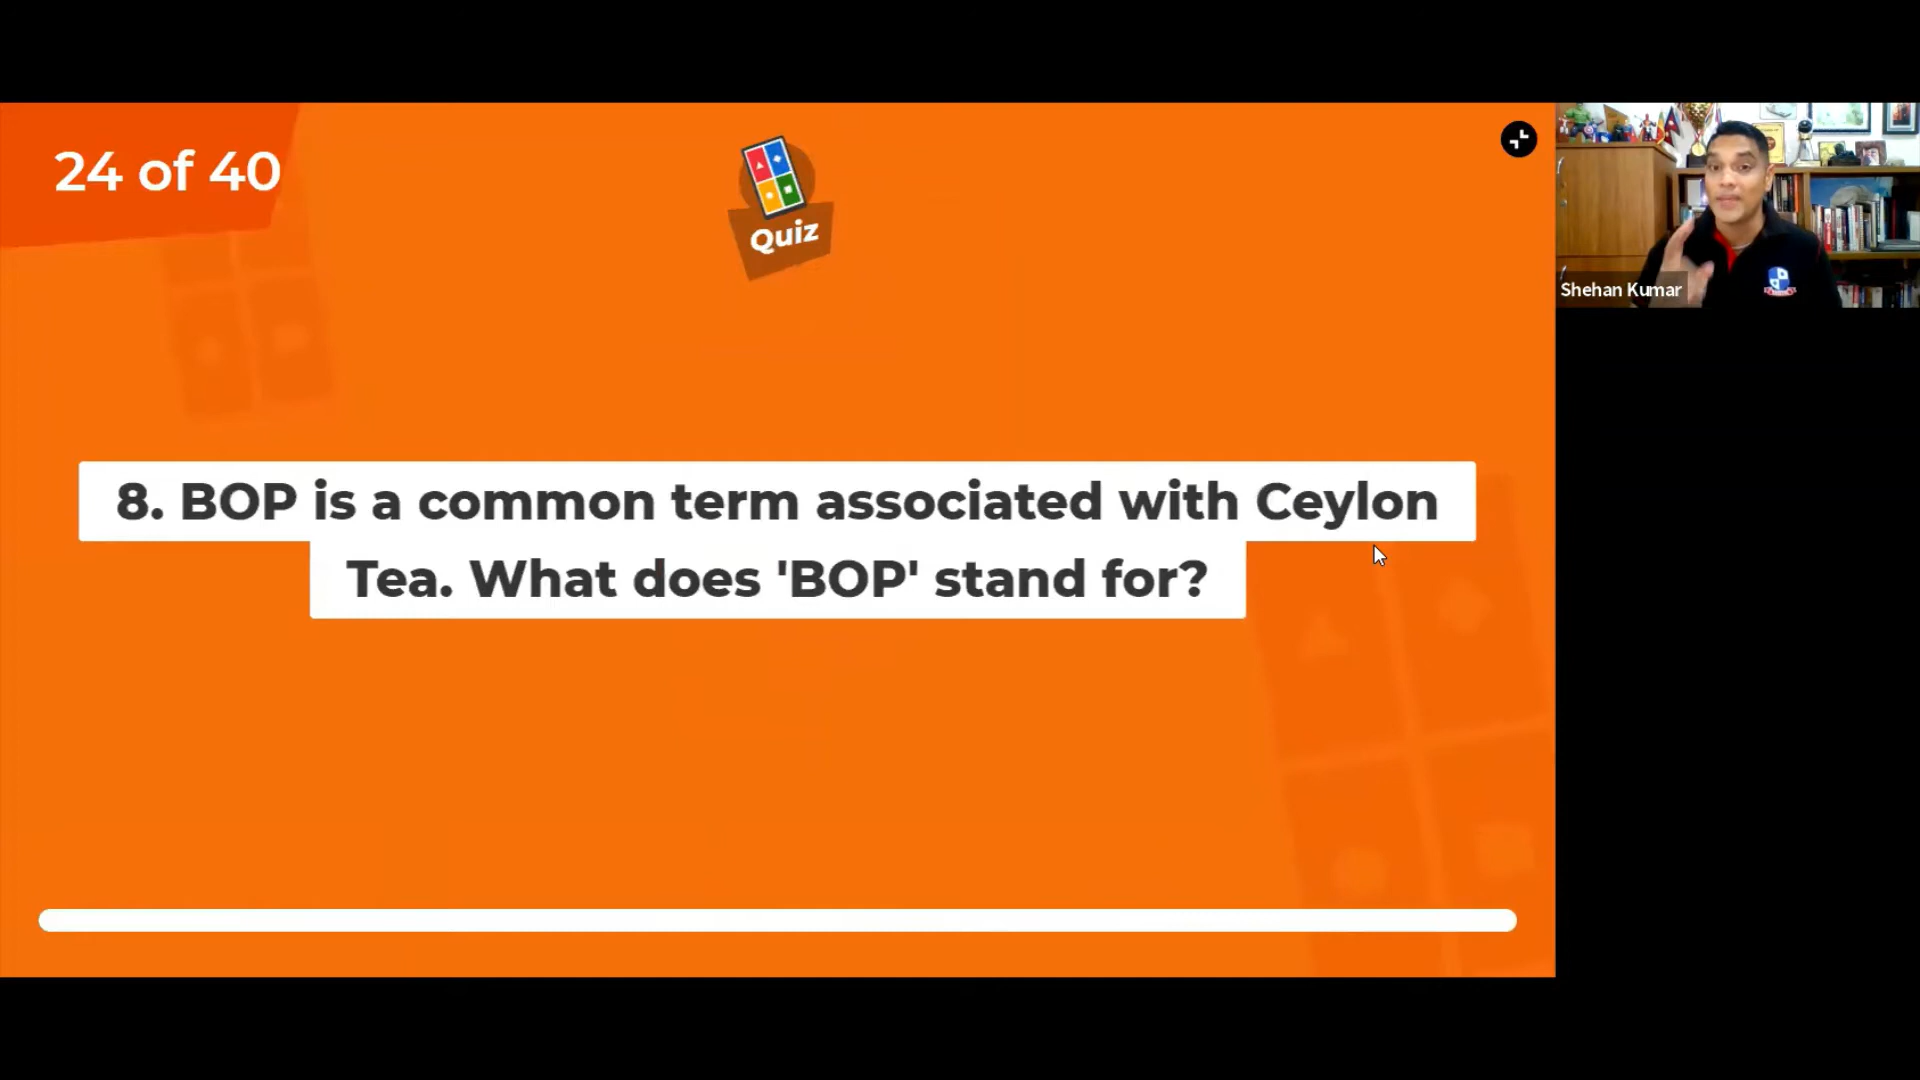 24 of 40
Quiz
Shehan Kumar
8. BOP is a common term associated with Ceylon
Tea. What does 'BOP' stand for?